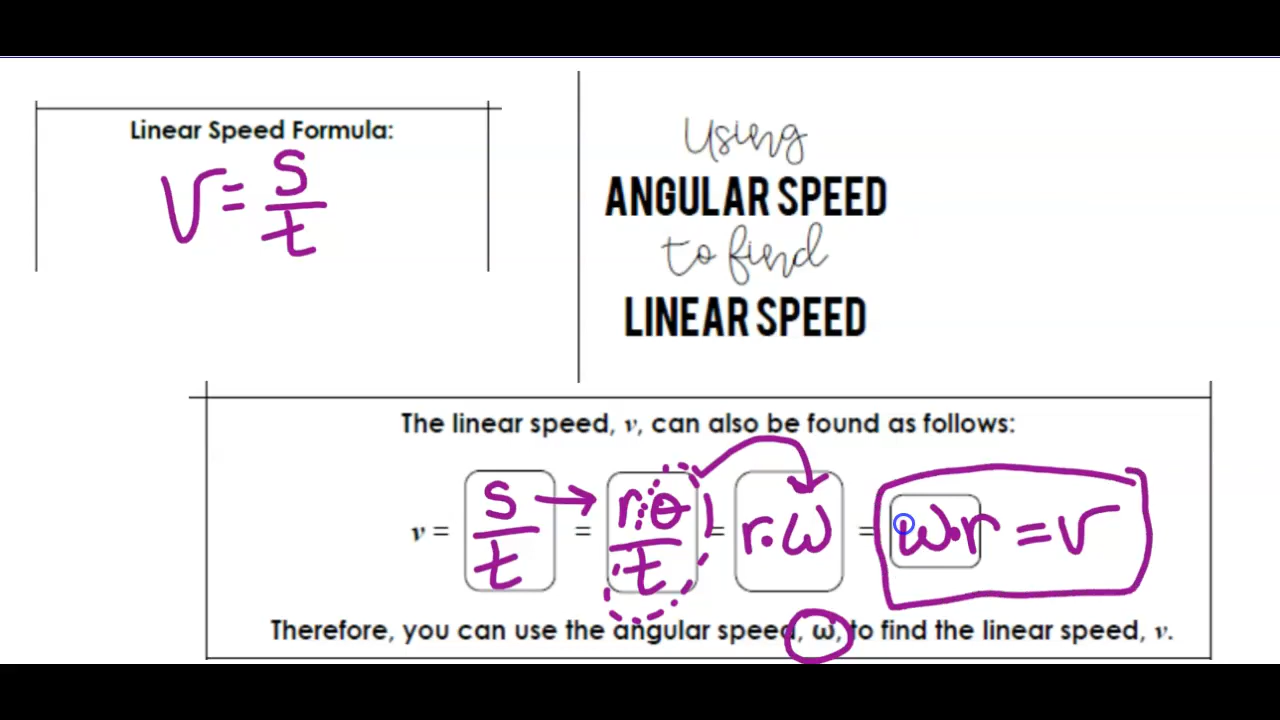 Linear Speed Formula:
V = s/t
Using
ANGULAR SPEED
to find
LINEAR SPEED
The linear speed, v, can also be found as follows:
v = s/t → = r·θ/t = r·ω = ω·r = V
Therefore, you can use the angular speed, ω, to find the linear speed, v.